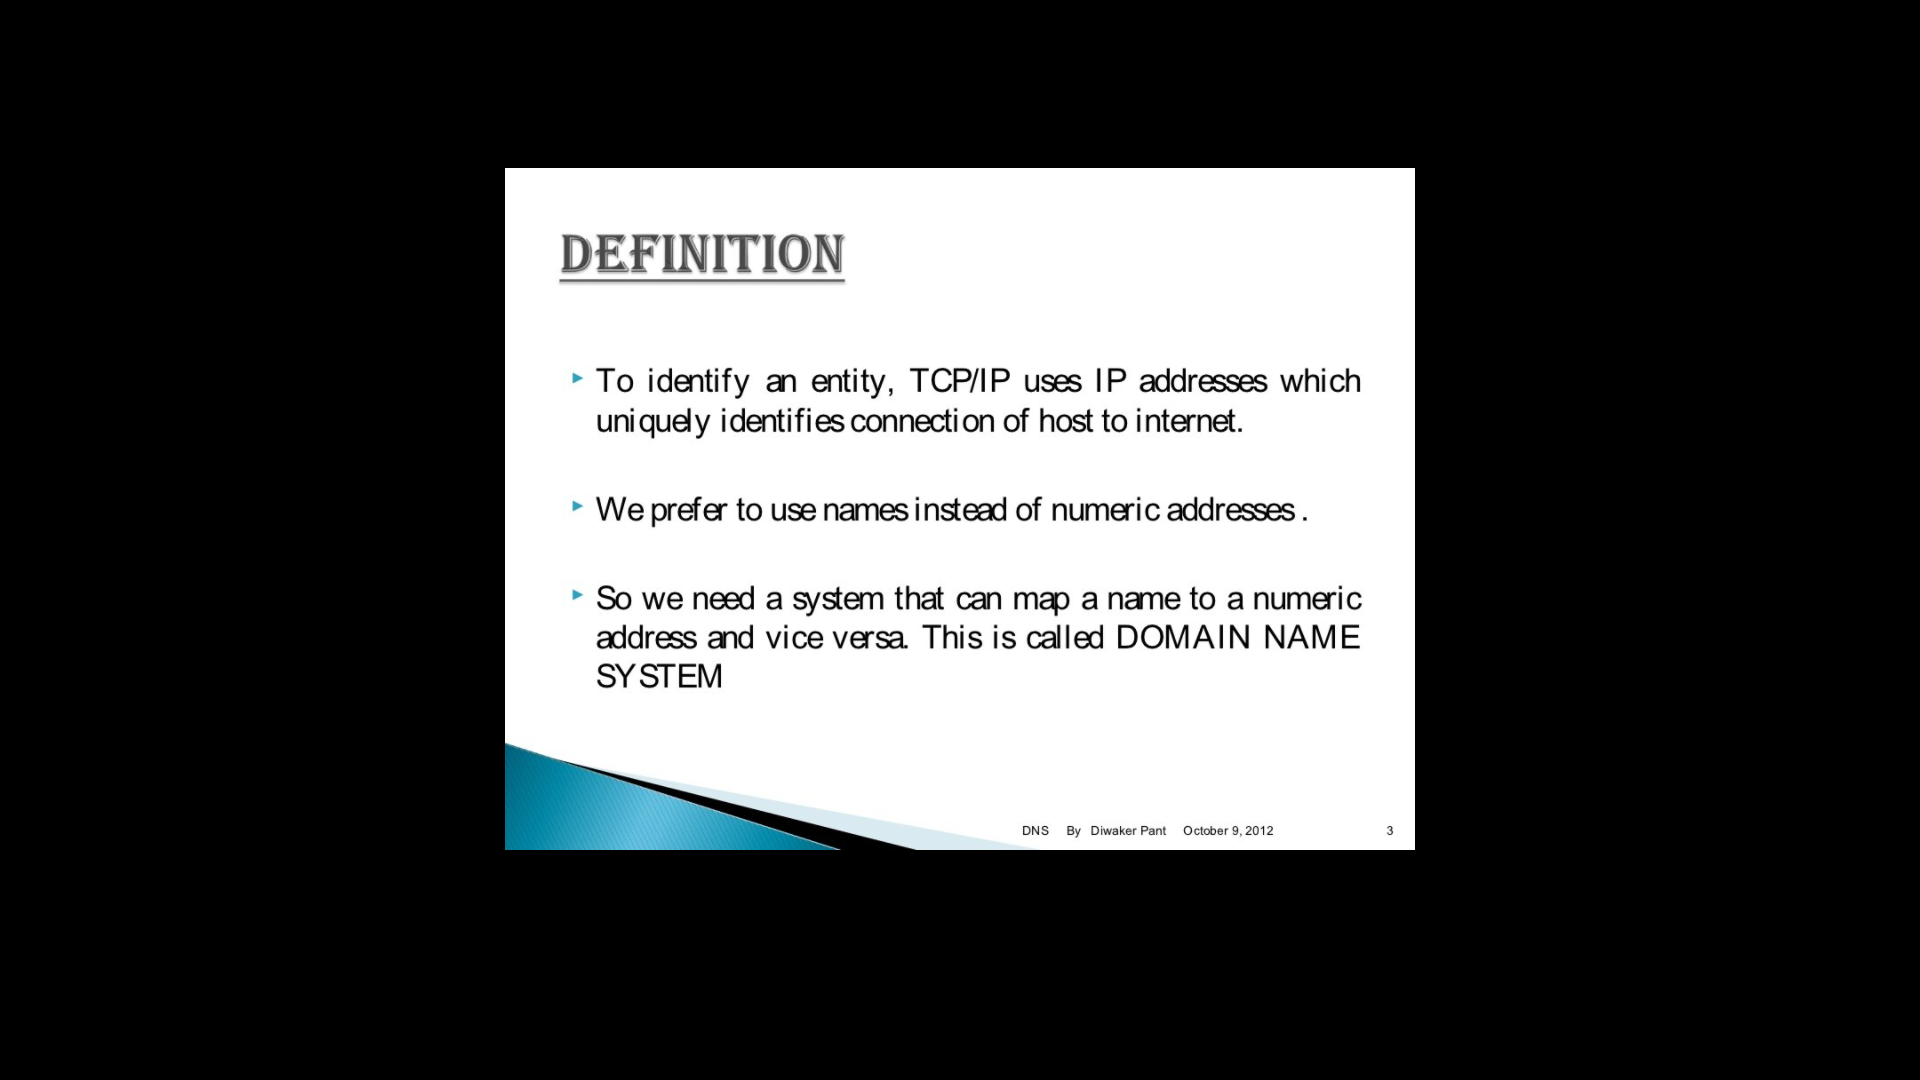 DEFINITION
To identify an entity, TCP/IP uses IP addresses which
uniquely identifies connection of host to internet.
We prefer to use names instead of numeric addresses .
So we need a system that can map a name to a numeric
address and vice versa. This is called DOMAIN NAME
SYSTEM
DNS By Diwaker Pant October 9, 2012 3